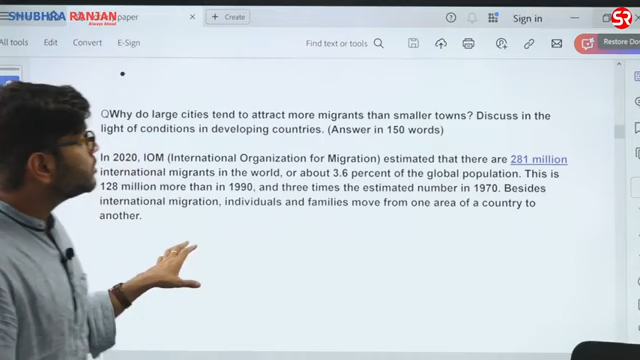 SHUBHRA RANJAN
Always Ahead
paper
Create
Sign in
SR
All tools
Edit
Convert
E-Sign
Find text or tools
Restore Do
QWhy do large cities tend to attract more migrants than smaller towns? Discuss in the
light of conditions in developing countries. (Answer in 150 words)
In 2020, IOM (International Organization for Migration) estimated that there are 281 million
international migrants in the world, or about 3.6 percent of the global population. This is
128 million more than in 1990, and three times the estimated number in 1970. Besides
international migration, individuals and families move from one area of a country to
another.